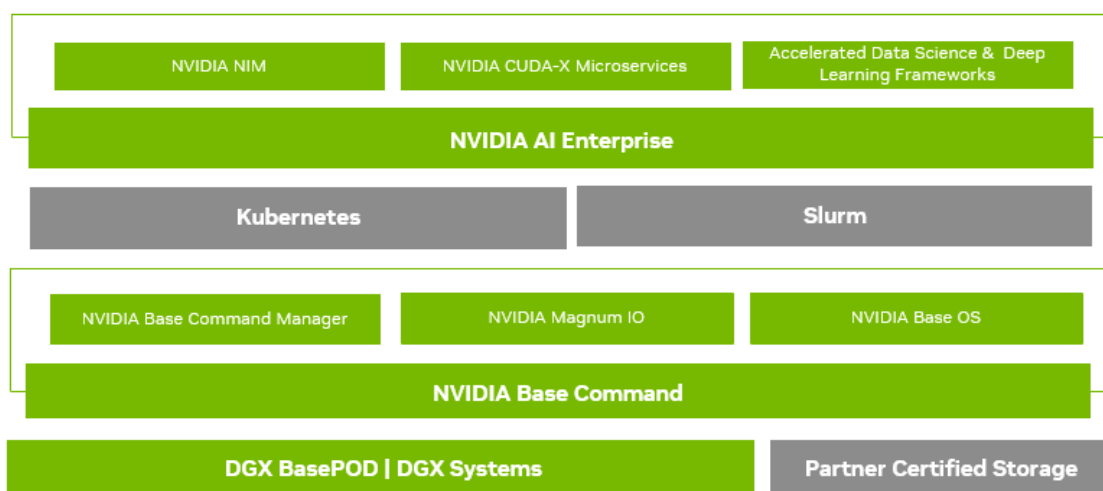 NVIDIA NIM
NVIDIA CUDA-X Microservices
Accelerated Data Science & Deep
Learning Frameworks
NVIDIA AI Enterprise
Kubernetes
Slurm
NVIDIA Base Command Manager
NVIDIA Magnum IO
NVIDIA Base OS
NVIDIA Base Command
DGX BasePOD | DGX Systems
Partner Certified Storage